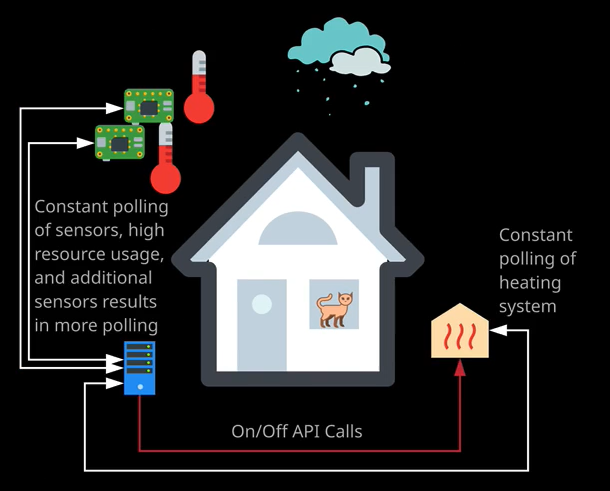 Constant polling
of sensors, high
resource usage,
and additional
sensors results
in more polling
Constant
polling of
heating
system
On/Off API Calls